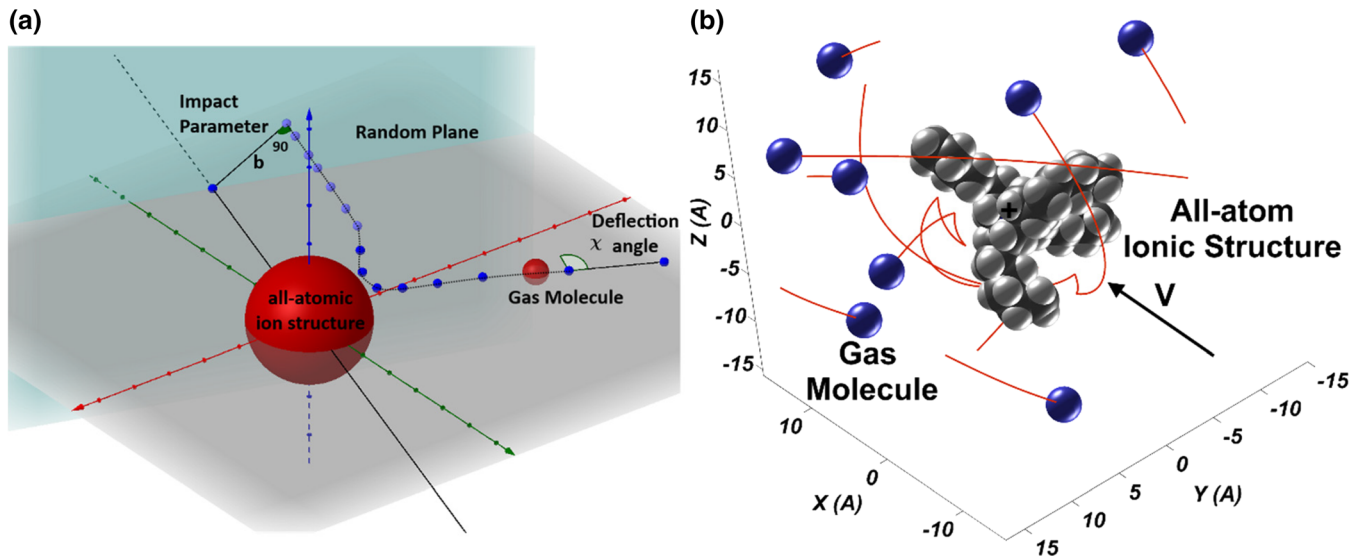 (a)
Impact
Parameter
90
b
Random Plane
Deflection
χ angle
Gas Molecule
all-atomic
ion structure
(b)
15
10
5
0
-5
-10
-15
Z (A)
+
All-atom
Ionic Structure
V
Gas
Molecule
10
0
-10
X (A)
-15
-10
-5
0
5
10
15
Y (A)